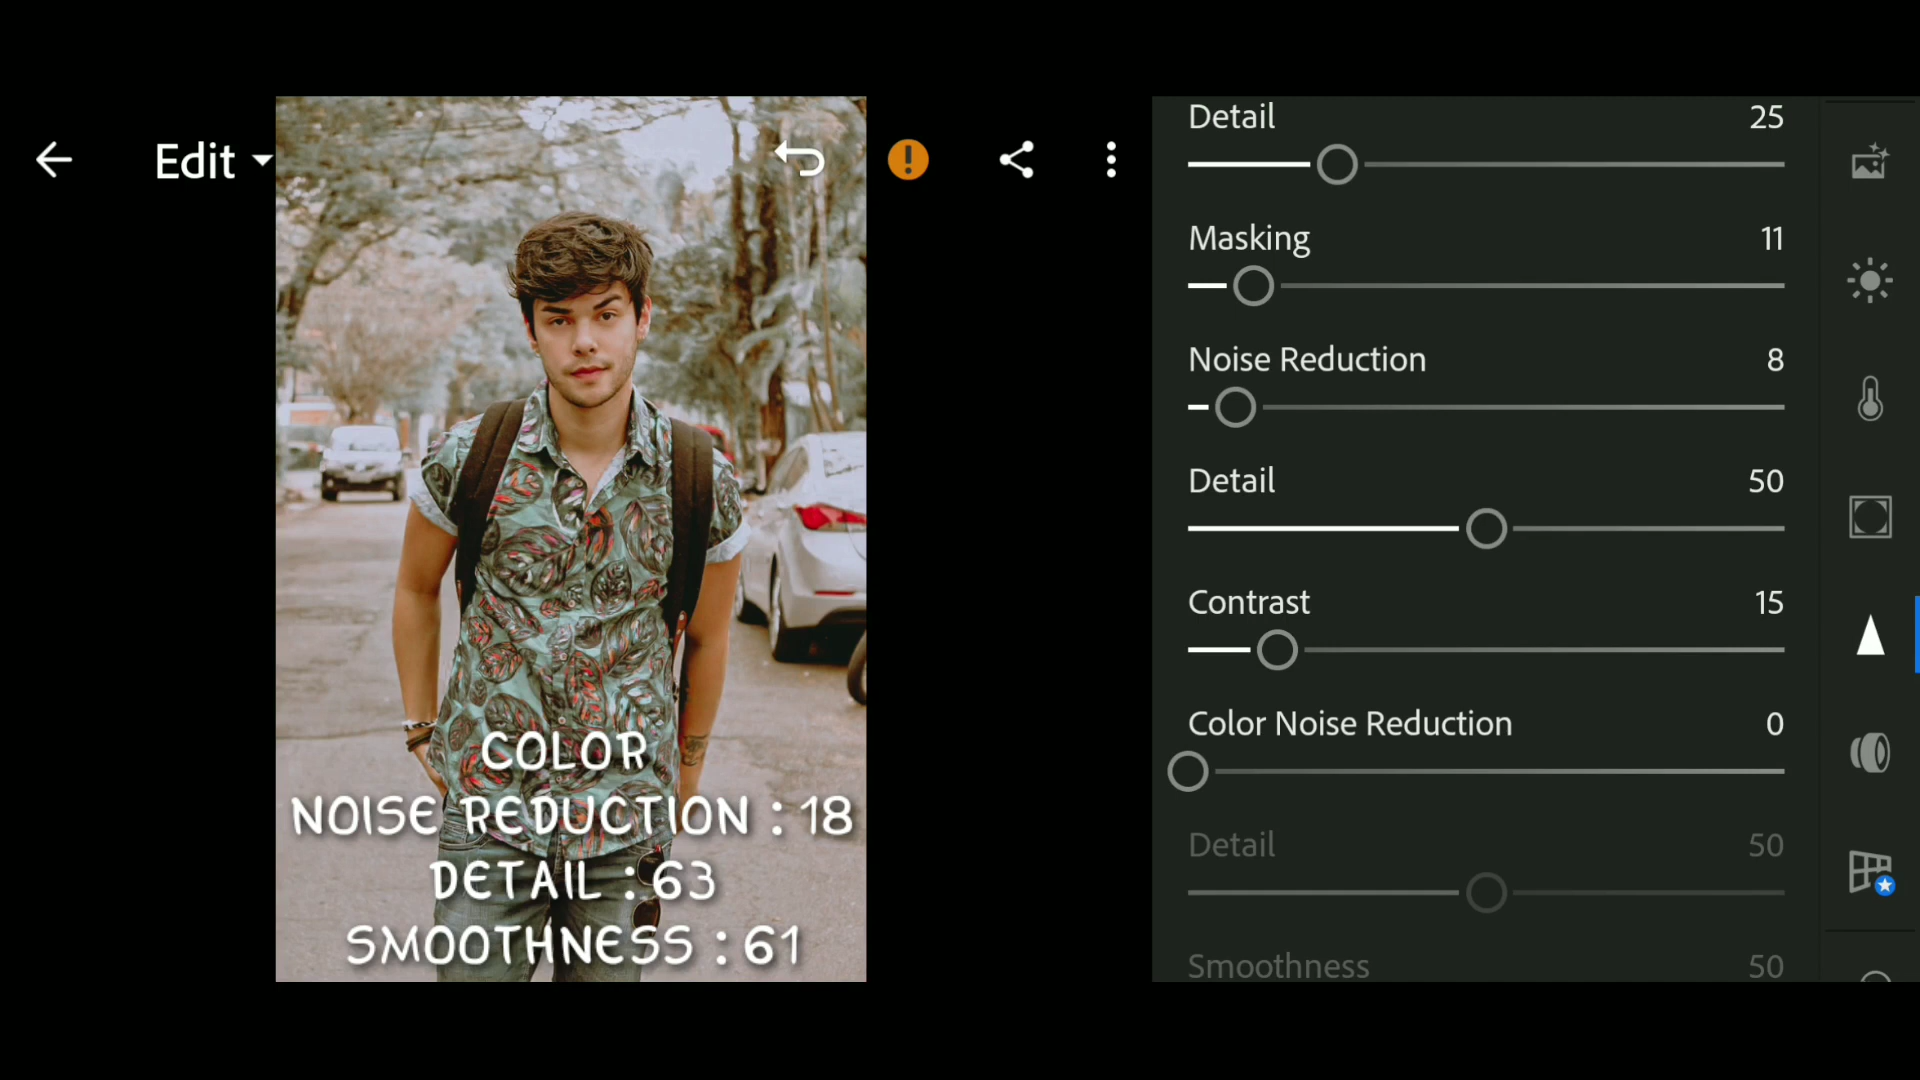 Edit
COLOR
NOISE REDUCTION : 18
DETAIL : 63
SMOOTHNESS : 61
Detail 25
Masking 11
Noise Reduction 8
Detail 50
Contrast 15
Color Noise Reduction 0
Detail 50
Smoothness 50